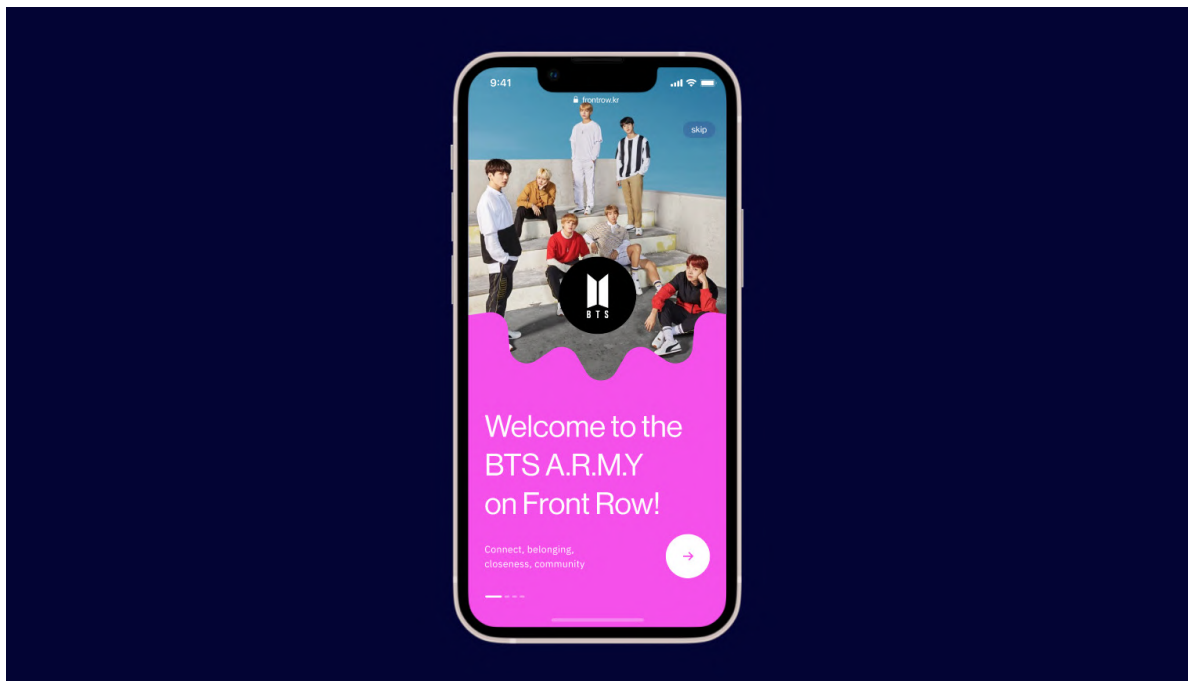 9:41
frontrow.kr
skip
BTS
Welcome to the
BTS A.R.M.Y
on Front Row!
Connect, belonging,
closeness, community